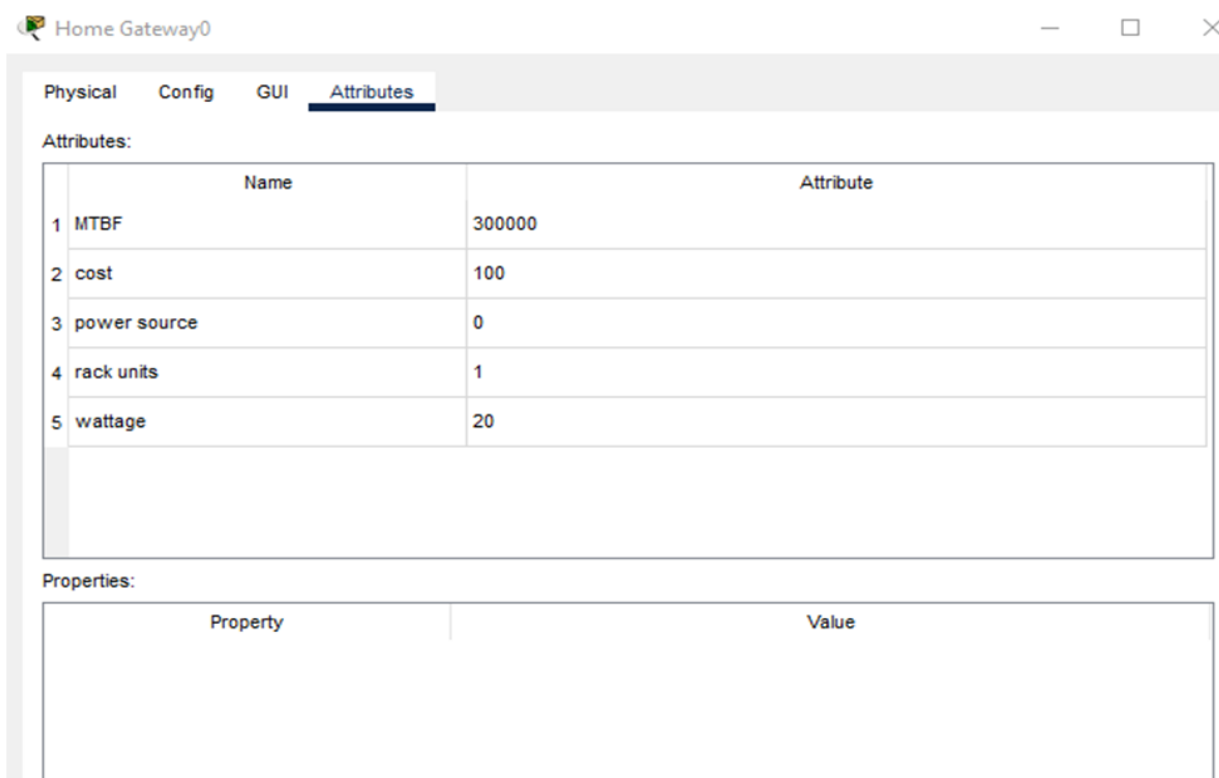 Home Gateway0
Physical Config GUI Attributes
Attributes:
Name Attribute
1 MTBF 300000
2 cost 100
3 power source 0
4 rack units 1
5 wattage 20
Properties:
Property Value